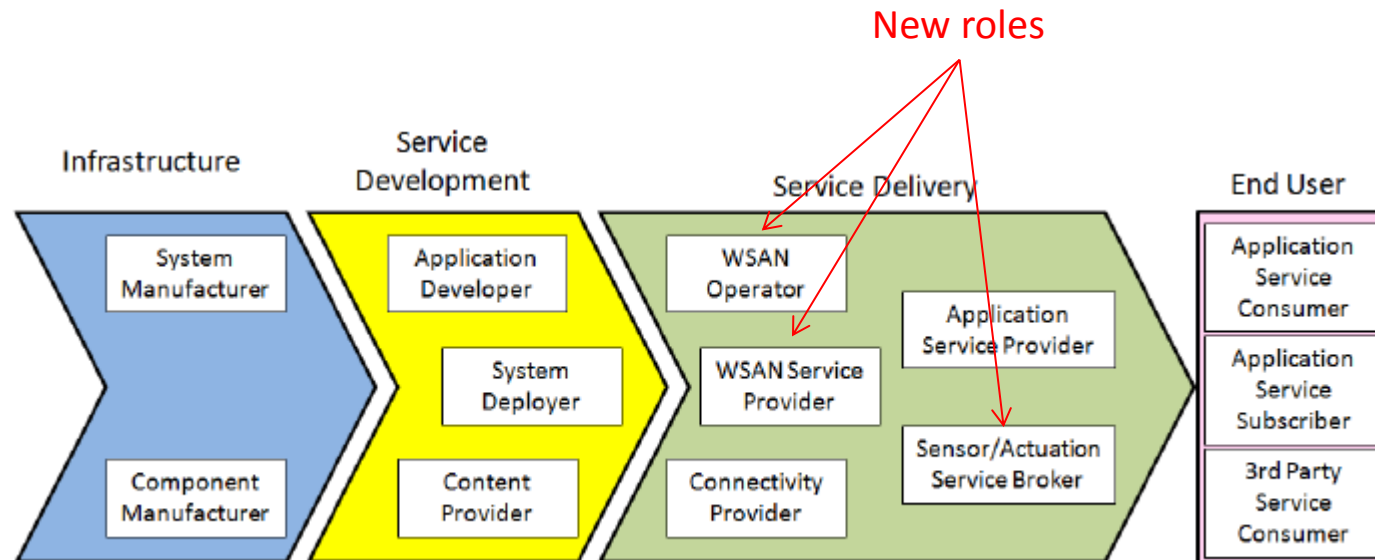 New roles
Infrastructure
Service
Development
Service Delivery
End User
System
Manufacturer
Component
Manufacturer
Application
Developer
System
Deployer
Content
Provider
WSAN
Operator
WSAN Service
Provider
Connectivity
Provider
Application
Service Provider
Sensor/Actuation
Service Broker
Application
Service
Consumer
Application
Service
Subscriber
3rd Party
Service
Consumer